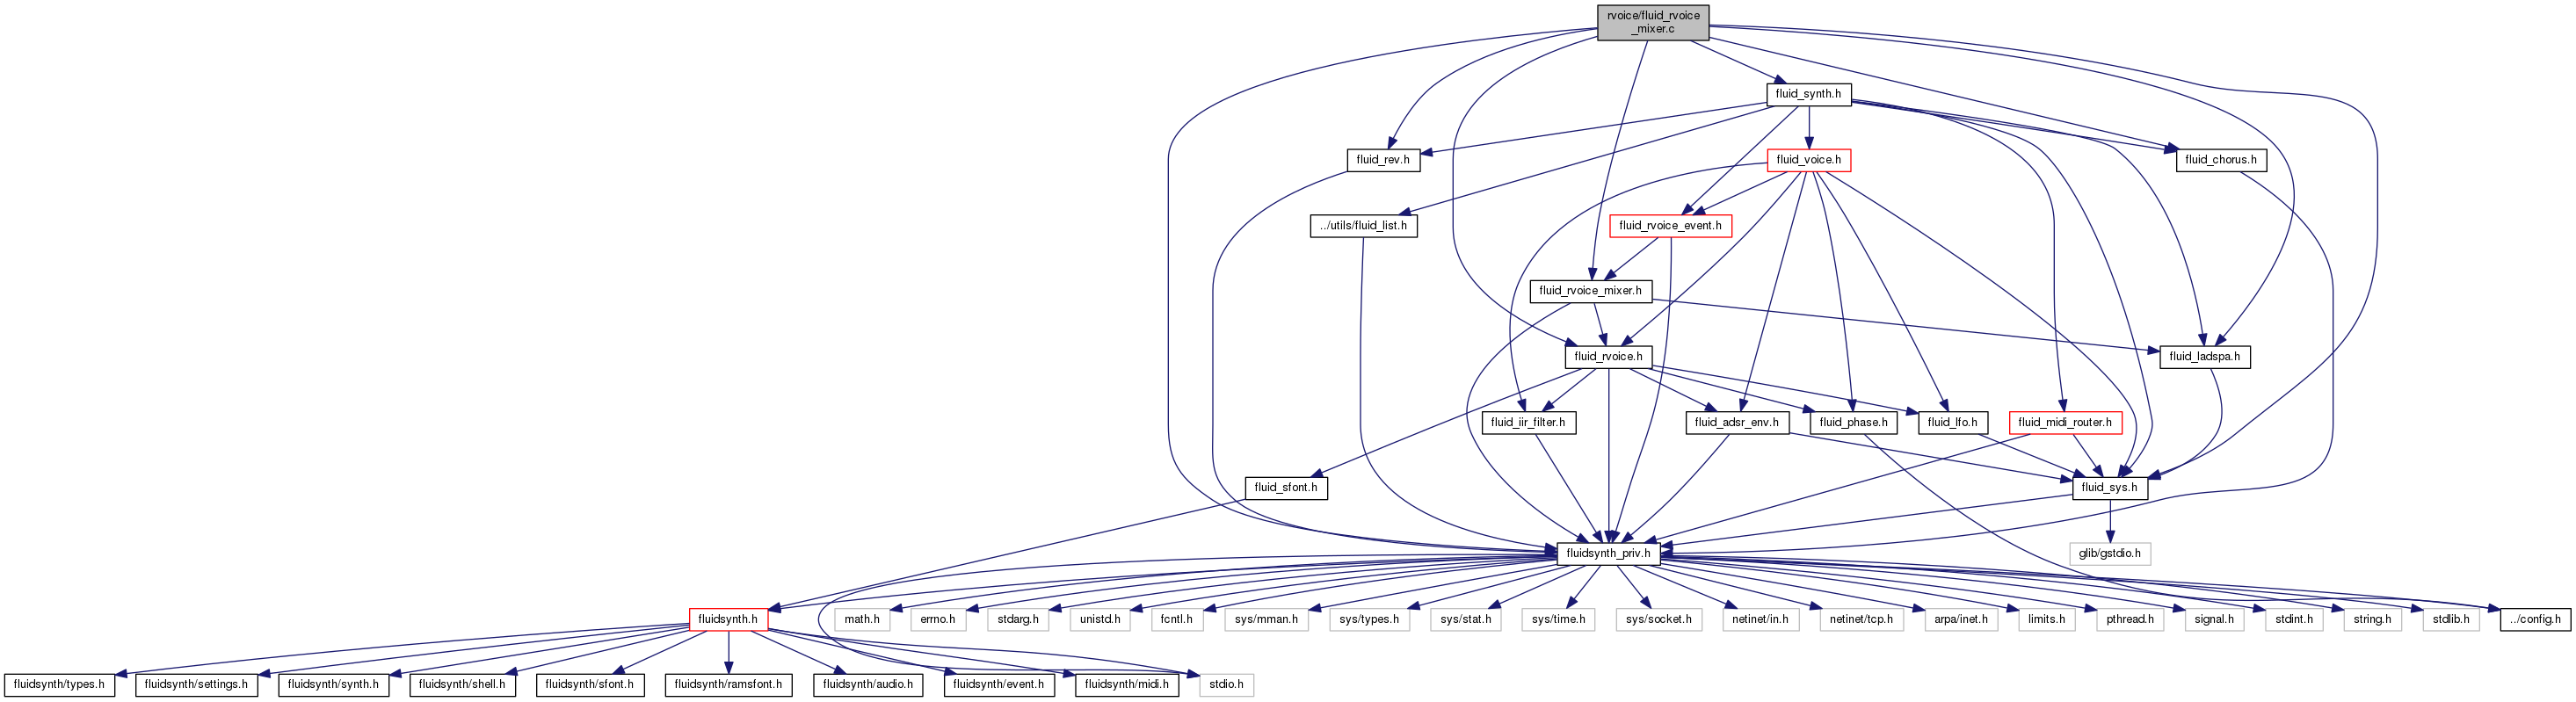 rvoice/fluid_rvoice
_mixer.c
fluid_synth.h
fluid_rev.h
fluid_voice.h
fluid_chorus.h
../utils/fluid_list.h
fluid_rvoice_event.h
fluid_rvoice_mixer.h
fluid_rvoice.h
fluid_ladspa.h
fluid_iir_filter.h
fluid_adsr_env.h
fluid_phase.h
fluid_lfo.h
fluid_midi_router.h
fluid_sfont.h
fluid_sys.h
fluidsynth_priv.h
glib/gstdio.h
fluidsynth.h
math.h
errno.h
stdarg.h
unistd.h
fcntl.h
sys/mman.h
sys/types.h
sys/stat.h
sys/time.h
sys/socket.h
netinet/in.h
netinet/tcp.h
arpa/inet.h
limits.h
pthread.h
signal.h
stdint.h
string.h
stdlib.h
../config.h
fluidsynth/types.h
fluidsynth/settings.h
fluidsynth/synth.h
fluidsynth/shell.h
fluidsynth/sfont.h
fluidsynth/ramsfont.h
fluidsynth/audio.h
fluidsynth/event.h
fluidsynth/midi.h
stdio.h